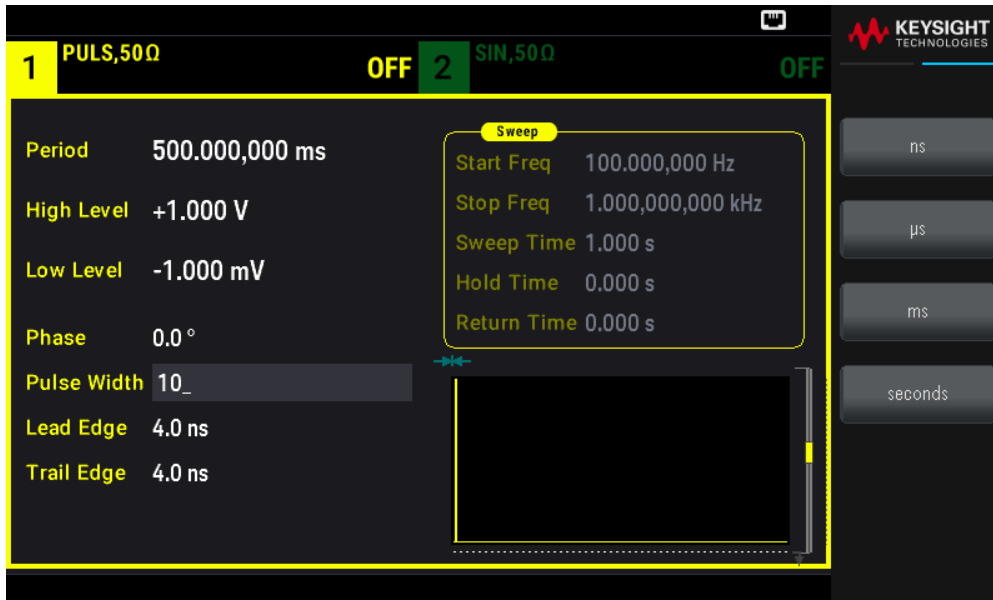 KEYSIGHT
TECHNOLOGIES
1 PULS,50Ω OFF
2 SIN,50Ω OFF
Period 500.000,000 ms
High Level +1.000 V
Low Level -1.000 mV
Phase 0.0 °
Pulse Width 10_
Lead Edge 4.0 ns
Trail Edge 4.0 ns
Sweep
Start Freq 100.000,000 Hz
Stop Freq 1.000,000,000 kHz
Sweep Time 1.000 s
Hold Time 0.000 s
Return Time 0.000 s
ns
µs
ms
seconds